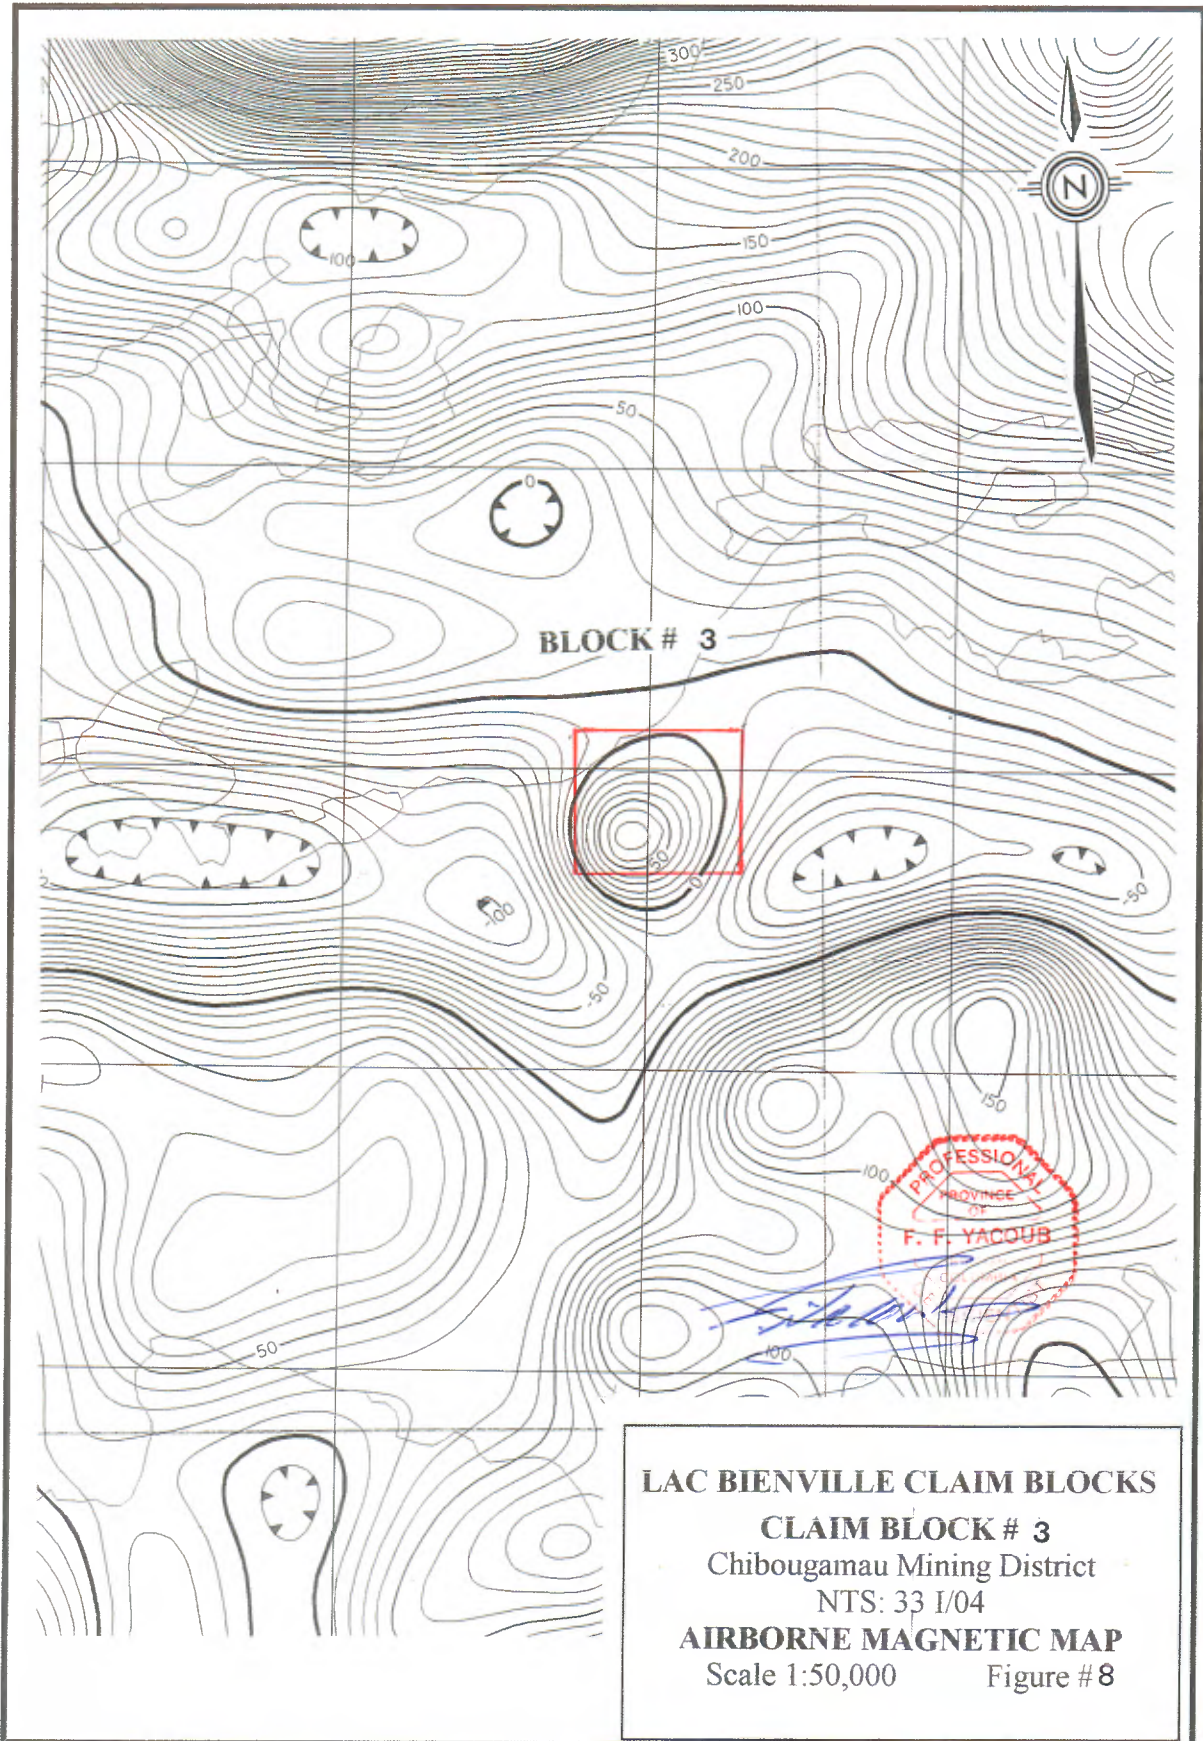 300
250
200
N
150
100
100
50
0
BLOCK # 3
50
0
-100
-50
-50
150
100
PROFESSIONAL
PROVINCE
OF
F. F. YACOUB
COLUMBIA
50
100
LAC BIENVILLE CLAIM BLOCKS
CLAIM BLOCK # 3
Chibougamau Mining District
NTS: 33 I/04
AIRBORNE MAGNETIC MAP
Scale 1:50,000 Figure # 8